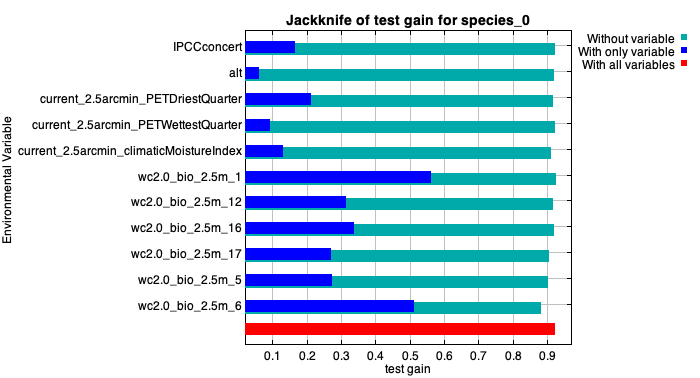 Jackknife of test gain for species_0
Without variable
With only variable
With all variables
Environmental Variable
IPCCconcert
alt
current_2.5arcmin_PETDriestQuarter
current_2.5arcmin_PETWettestQuarter
current_2.5arcmin_climaticMoistureIndex
wc2.0_bio_2.5m_1
wc2.0_bio_2.5m_12
wc2.0_bio_2.5m_16
wc2.0_bio_2.5m_17
wc2.0_bio_2.5m_5
wc2.0_bio_2.5m_6
0.1 0.2 0.3 0.4 0.5 0.6 0.7 0.8 0.9
test gain